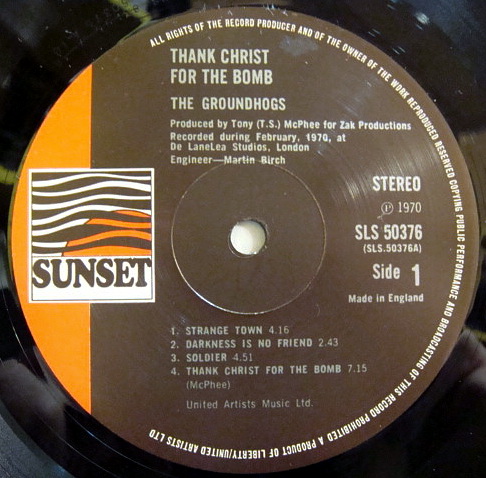 ALL RIGHTS OF THE RECORD PRODUCER AND OF THE OWNER OF THE WORK REPRODUCED RESERVED COPYING PUBLIC PERFORMANCE AND BROADCASTING OF THIS RECORD PROHIBITED A PRODUCT OF LIBERTY/UNITED ARTISTS LTD
THANK CHRIST
FOR THE BOMB
THE GROUNDHOGS
Produced by Tony (T.S.) McPhee for Zak Productions
Recorded during February, 1970, at
De LaneLea Studios, London
Engineer—Martin Birch
STEREO
Ⓟ 1970
SLS 50376
(SLS.50376A)
Side 1
Made in England
SUNSET
1. STRANGE TOWN 4.16
2. DARKNESS IS NO FRIEND 2.43
3. SOLDIER 4.51
4. THANK CHRIST FOR THE BOMB 7.15
(McPhee)
United Artists Music Ltd.